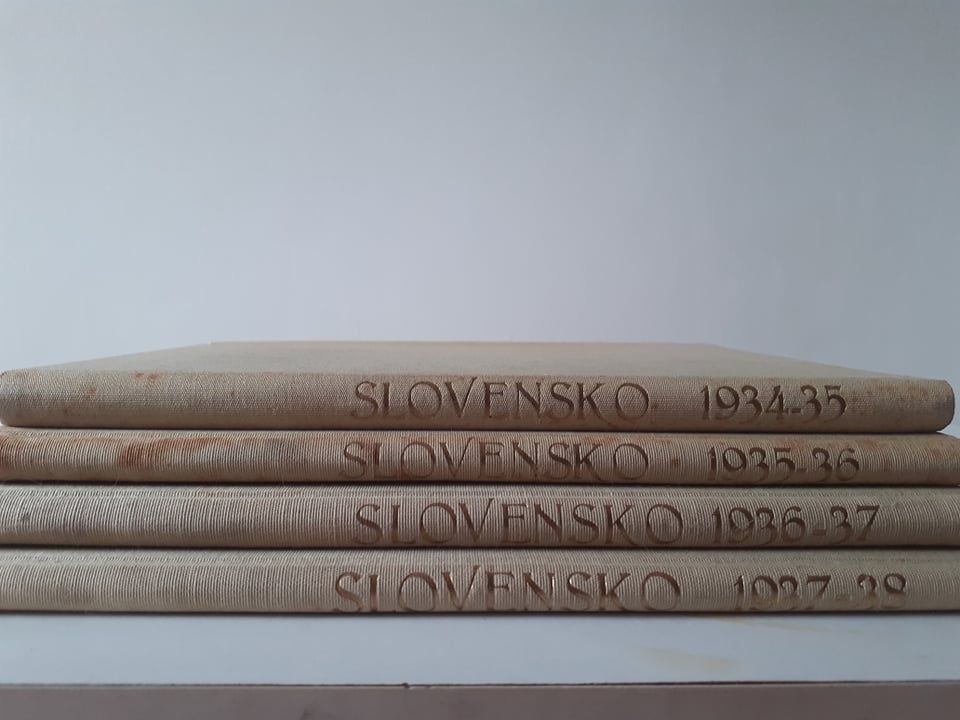 SLOVENSKO 1934-35
SLOVENSKO · 1935-36
SLOVENSKO 1936-37
SLOVENSKO 1937-38